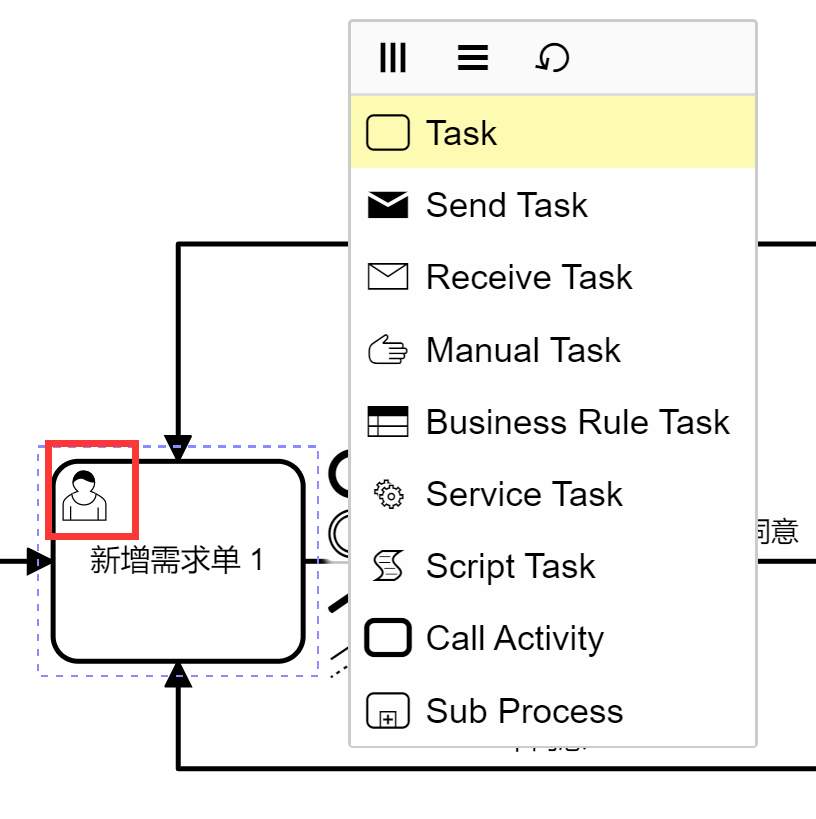 Task
Send Task
Receive Task
Manual Task
Business Rule Task
Service Task
Script Task
Call Activity
Sub Process
新增需求单 1
意